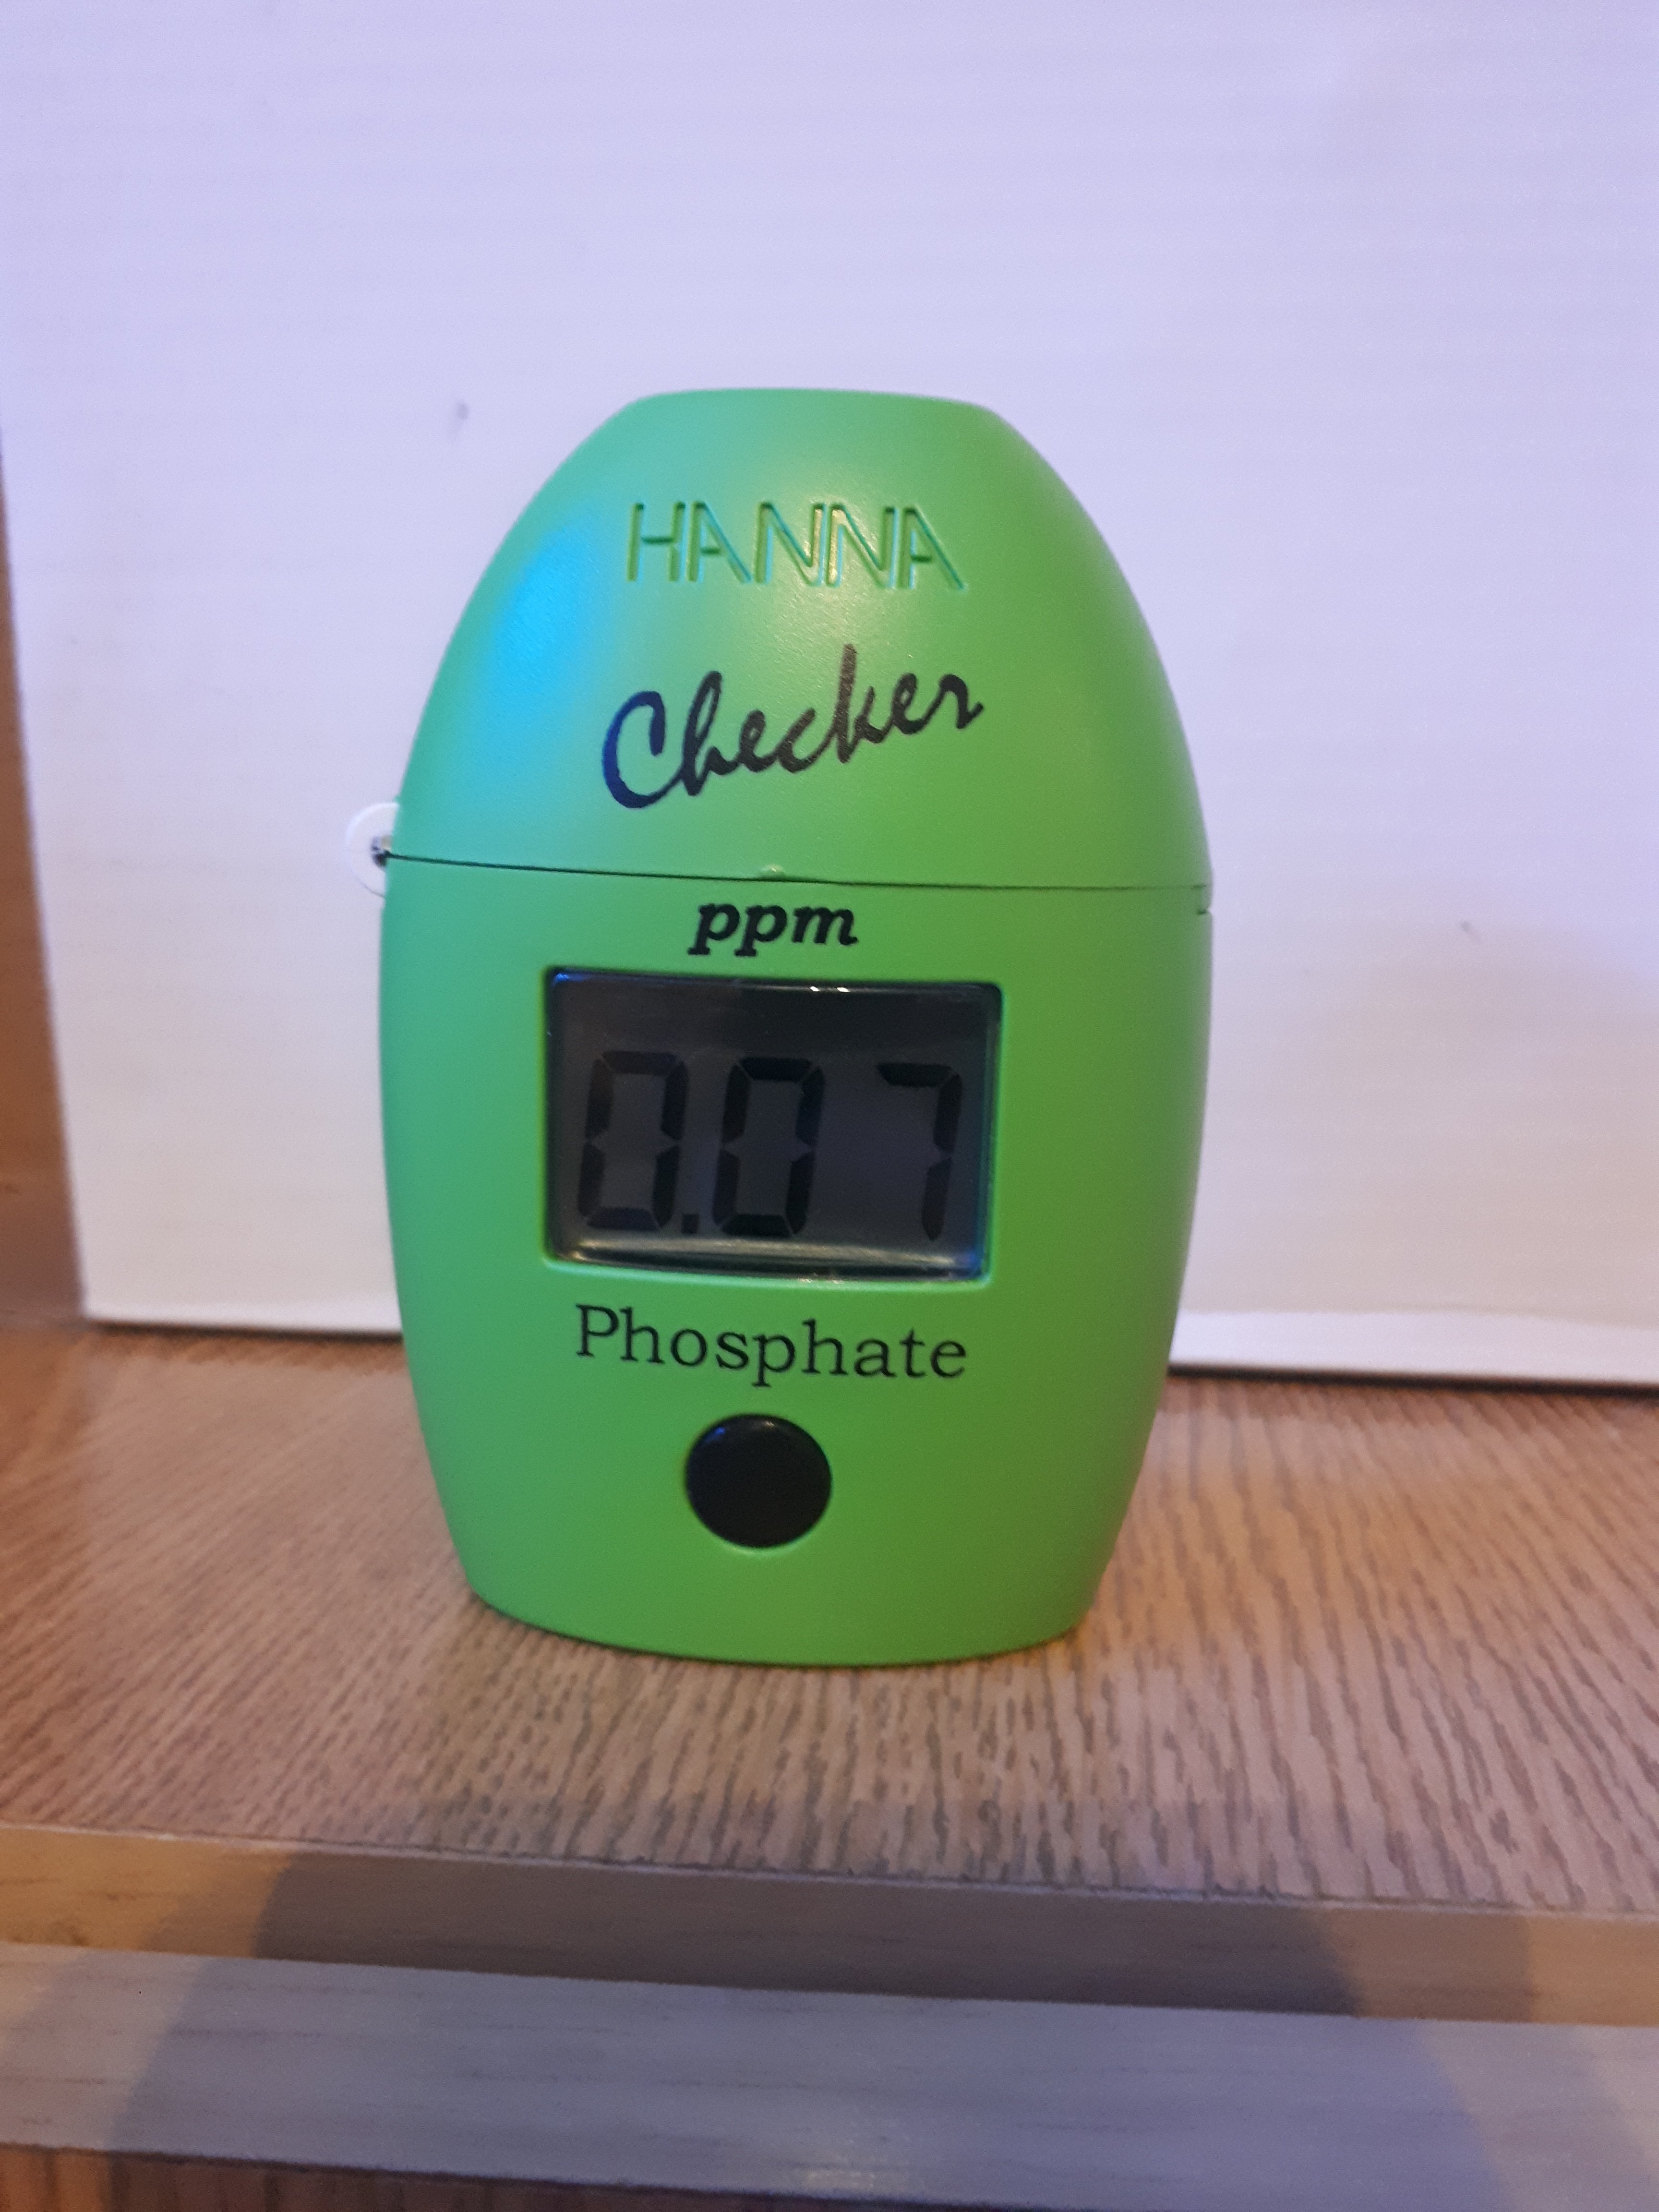 HANNA
Checker
ppm
0.07
Phosphate